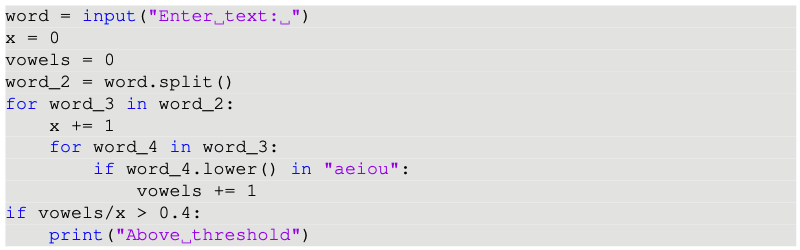 word = input("Enter␣text:␣")
x = 0
vowels = 0
word_2 = word.split()
for word_3 in word_2:
    x += 1
    for word_4 in word_3:
        if word_4.lower() in "aeiou":
            vowels += 1
if vowels/x > 0.4:
    print("Above␣threshold")